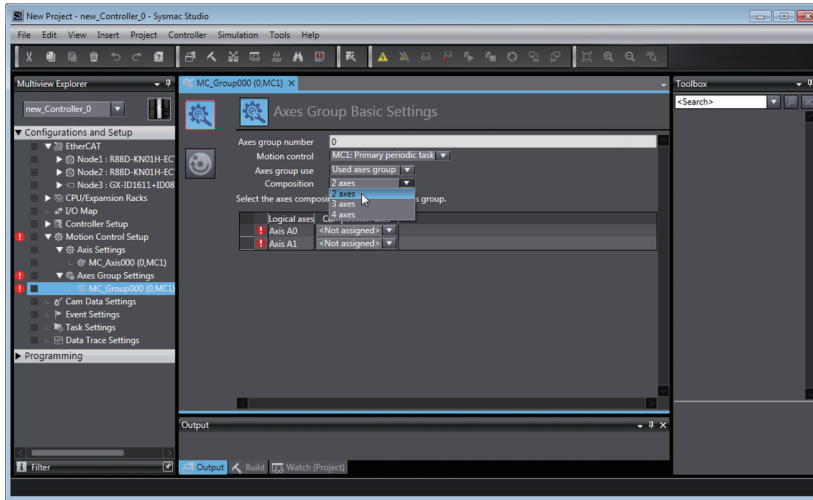 New Project - new_Controller_0 - Sysmac Studio
File Edit View Insert Project Controller Simulation Tools Help
Multiview Explorer
new_Controller_0
Configurations and Setup
EtherCAT
Node1 : R88D-KN01H-EC
Node2 : R88D-KN01H-EC
Node3 : GX-ID1611+ID08
CPU/Expansion Racks
I/O Map
Controller Setup
Motion Control Setup
Axis Settings
MC_Axis000 (0,MC1)
Axes Group Settings
MC_Group000 (0,MC1)
Cam Data Settings
Event Settings
Task Settings
Data Trace Settings
Programming
Filter
MC_Group000 (0,MC1)
Axes Group Basic Settings
Axes group number 0
Motion control MC1: Primary periodic task
Axes group use Used axes group
Composition 2 axes
2 axes
3 axes
4 axes
Select the axes composi s group.
Logical axes
Axis A0 <Not assigned>
Axis A1 <Not assigned>
Output
Output Build Watch (Project)
Toolbox
<Search>